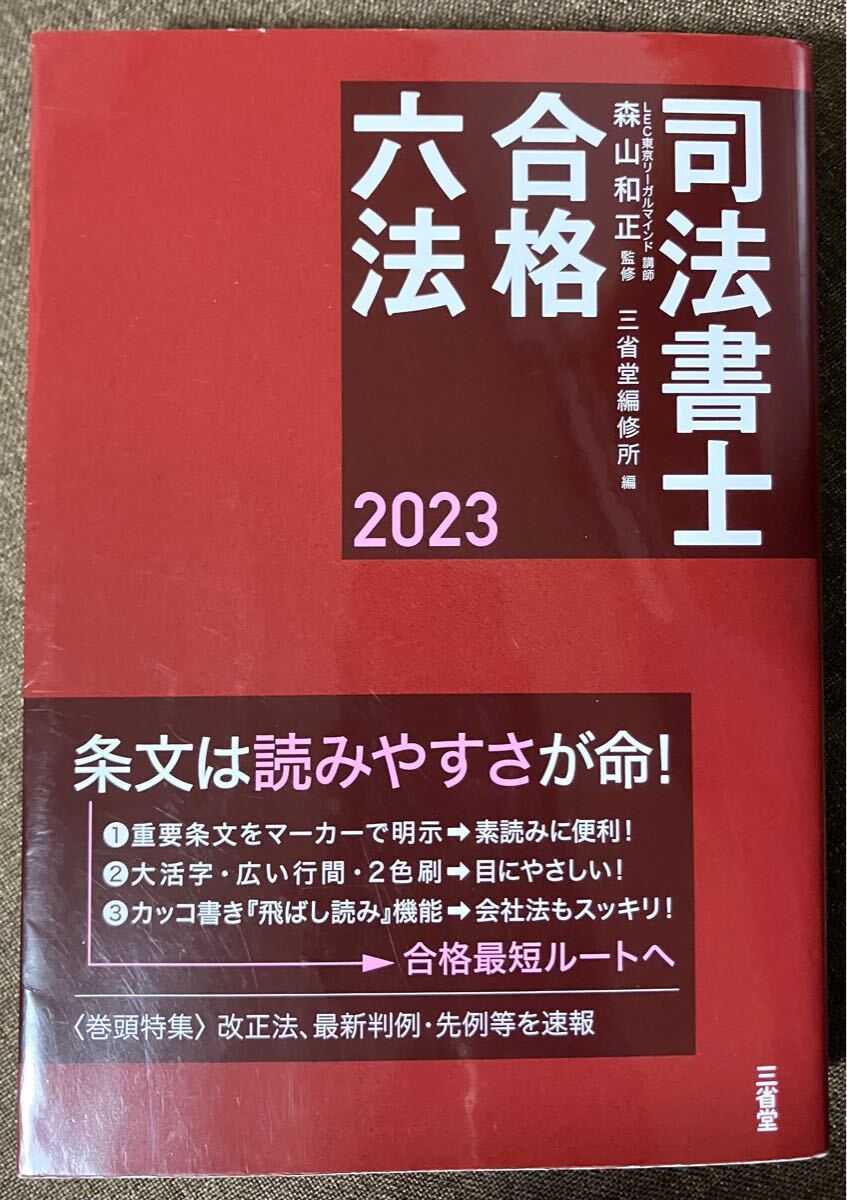 司法書士
LEC東京リーガルマインド 講師
森山和正 監修 三省堂編修所 編
合格
六法
2023
条文は読みやすさが命!
❶重要条文をマーカーで明示➡素読みに便利!
❷大活字・広い行間・2色刷➡目にやさしい!
❸カッコ書き『飛ばし読み』機能➡会社法もスッキリ!
合格最短ルートへ
〈巻頭特集〉改正法、最新判例・先例等を速報
三省堂